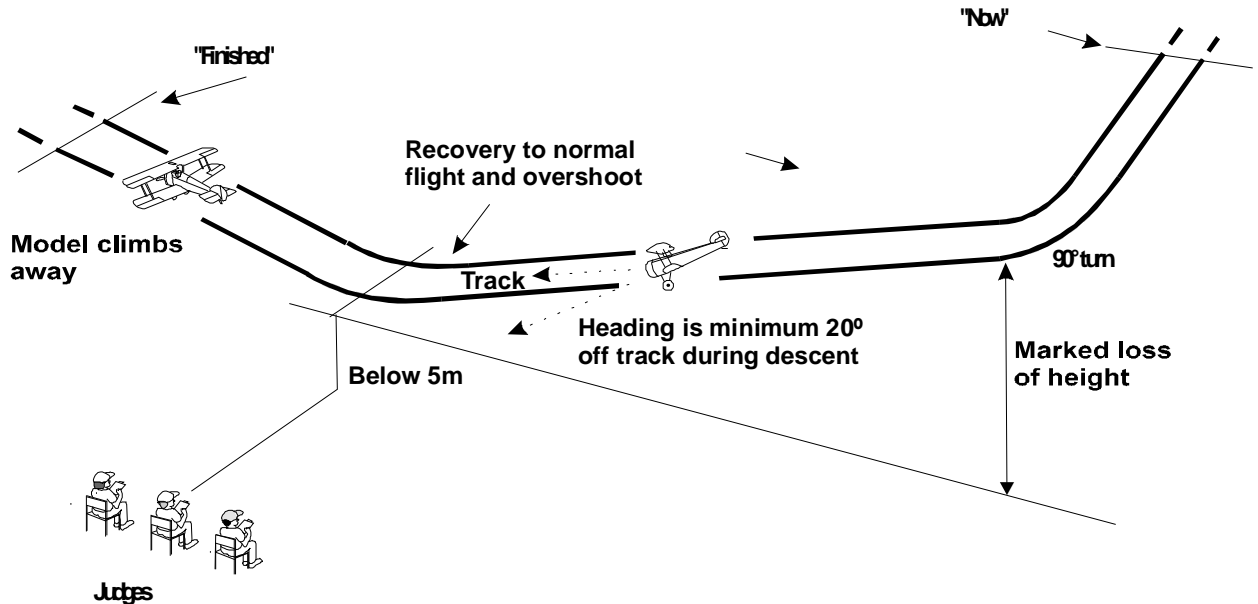 "Now"
"Finished"
Recovery to normal
flight and overshoot
Model climbs
away
90° turn
Track
Heading is minimum 20º
off track during descent
Marked loss
of height
Below 5m
Judges